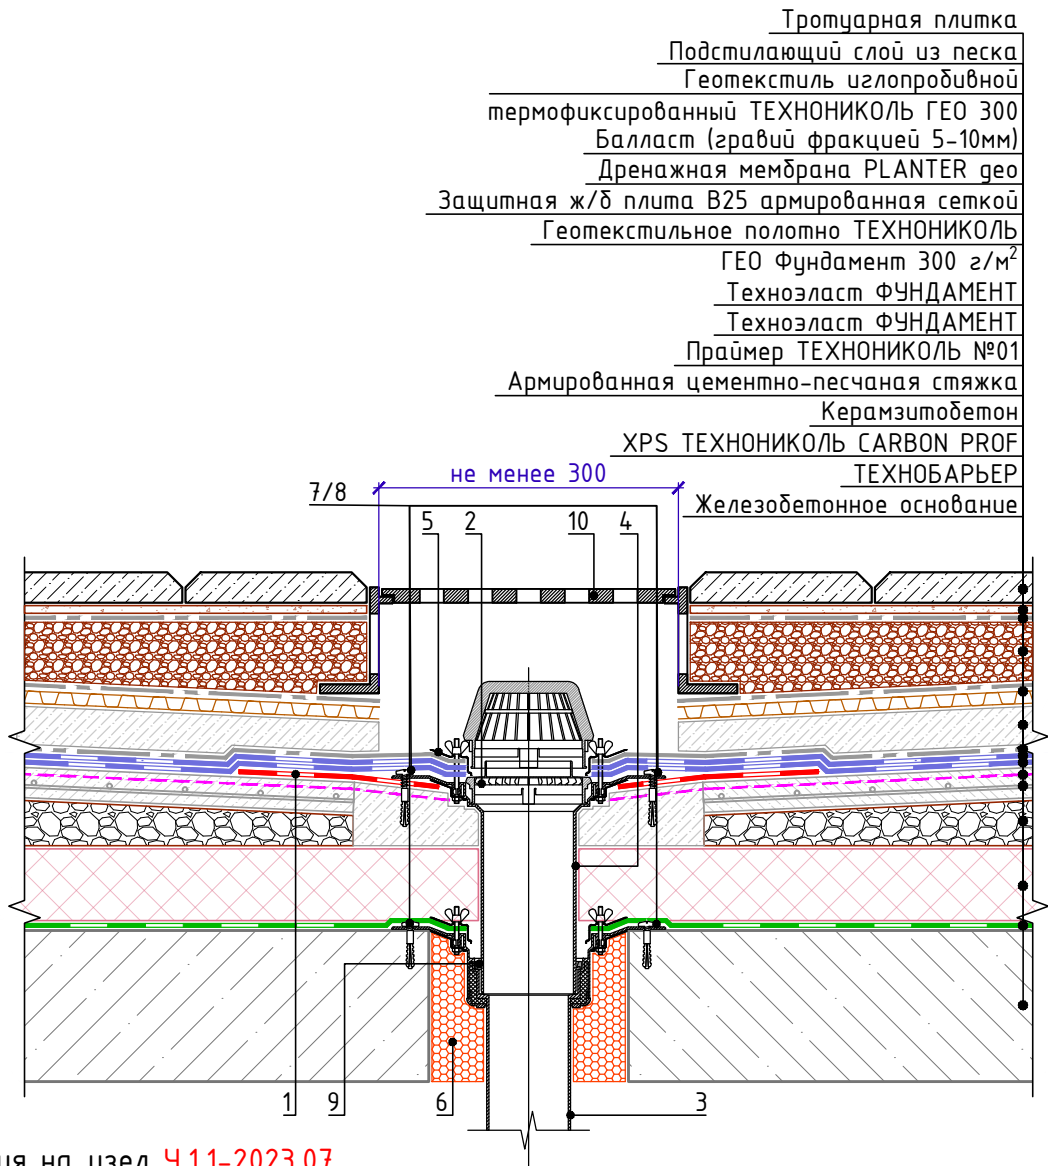 Тротуарная плитка
Подстилающий слой из песка
Геотекстиль иглопробивной
термофиксированный ТЕХНОНИКОЛЬ ГЕО 300
Балласт (гравий фракцией 5-10мм)
Дренажная мембрана PLANTER geo
Защитная ж/б плита В25 армированная сеткой
Геотекстильное полотно ТЕХНОНИКОЛЬ
ГЕО Фундамент 300 г/м²
Техноэласт ФУНДАМЕНТ
Техноэласт ФУНДАМЕНТ
Праймер ТЕХНОНИКОЛЬ №01
Армированная цементно-песчаная стяжка
Керамзитобетон
XPS ТЕХНОНИКОЛЬ CARBON PROF
ТЕХНОБАРЬЕР
Железобетонное основание
не менее 300
7/8
5
2
10
4
1
9
6
3
на узел Ч.1.1-2023.07